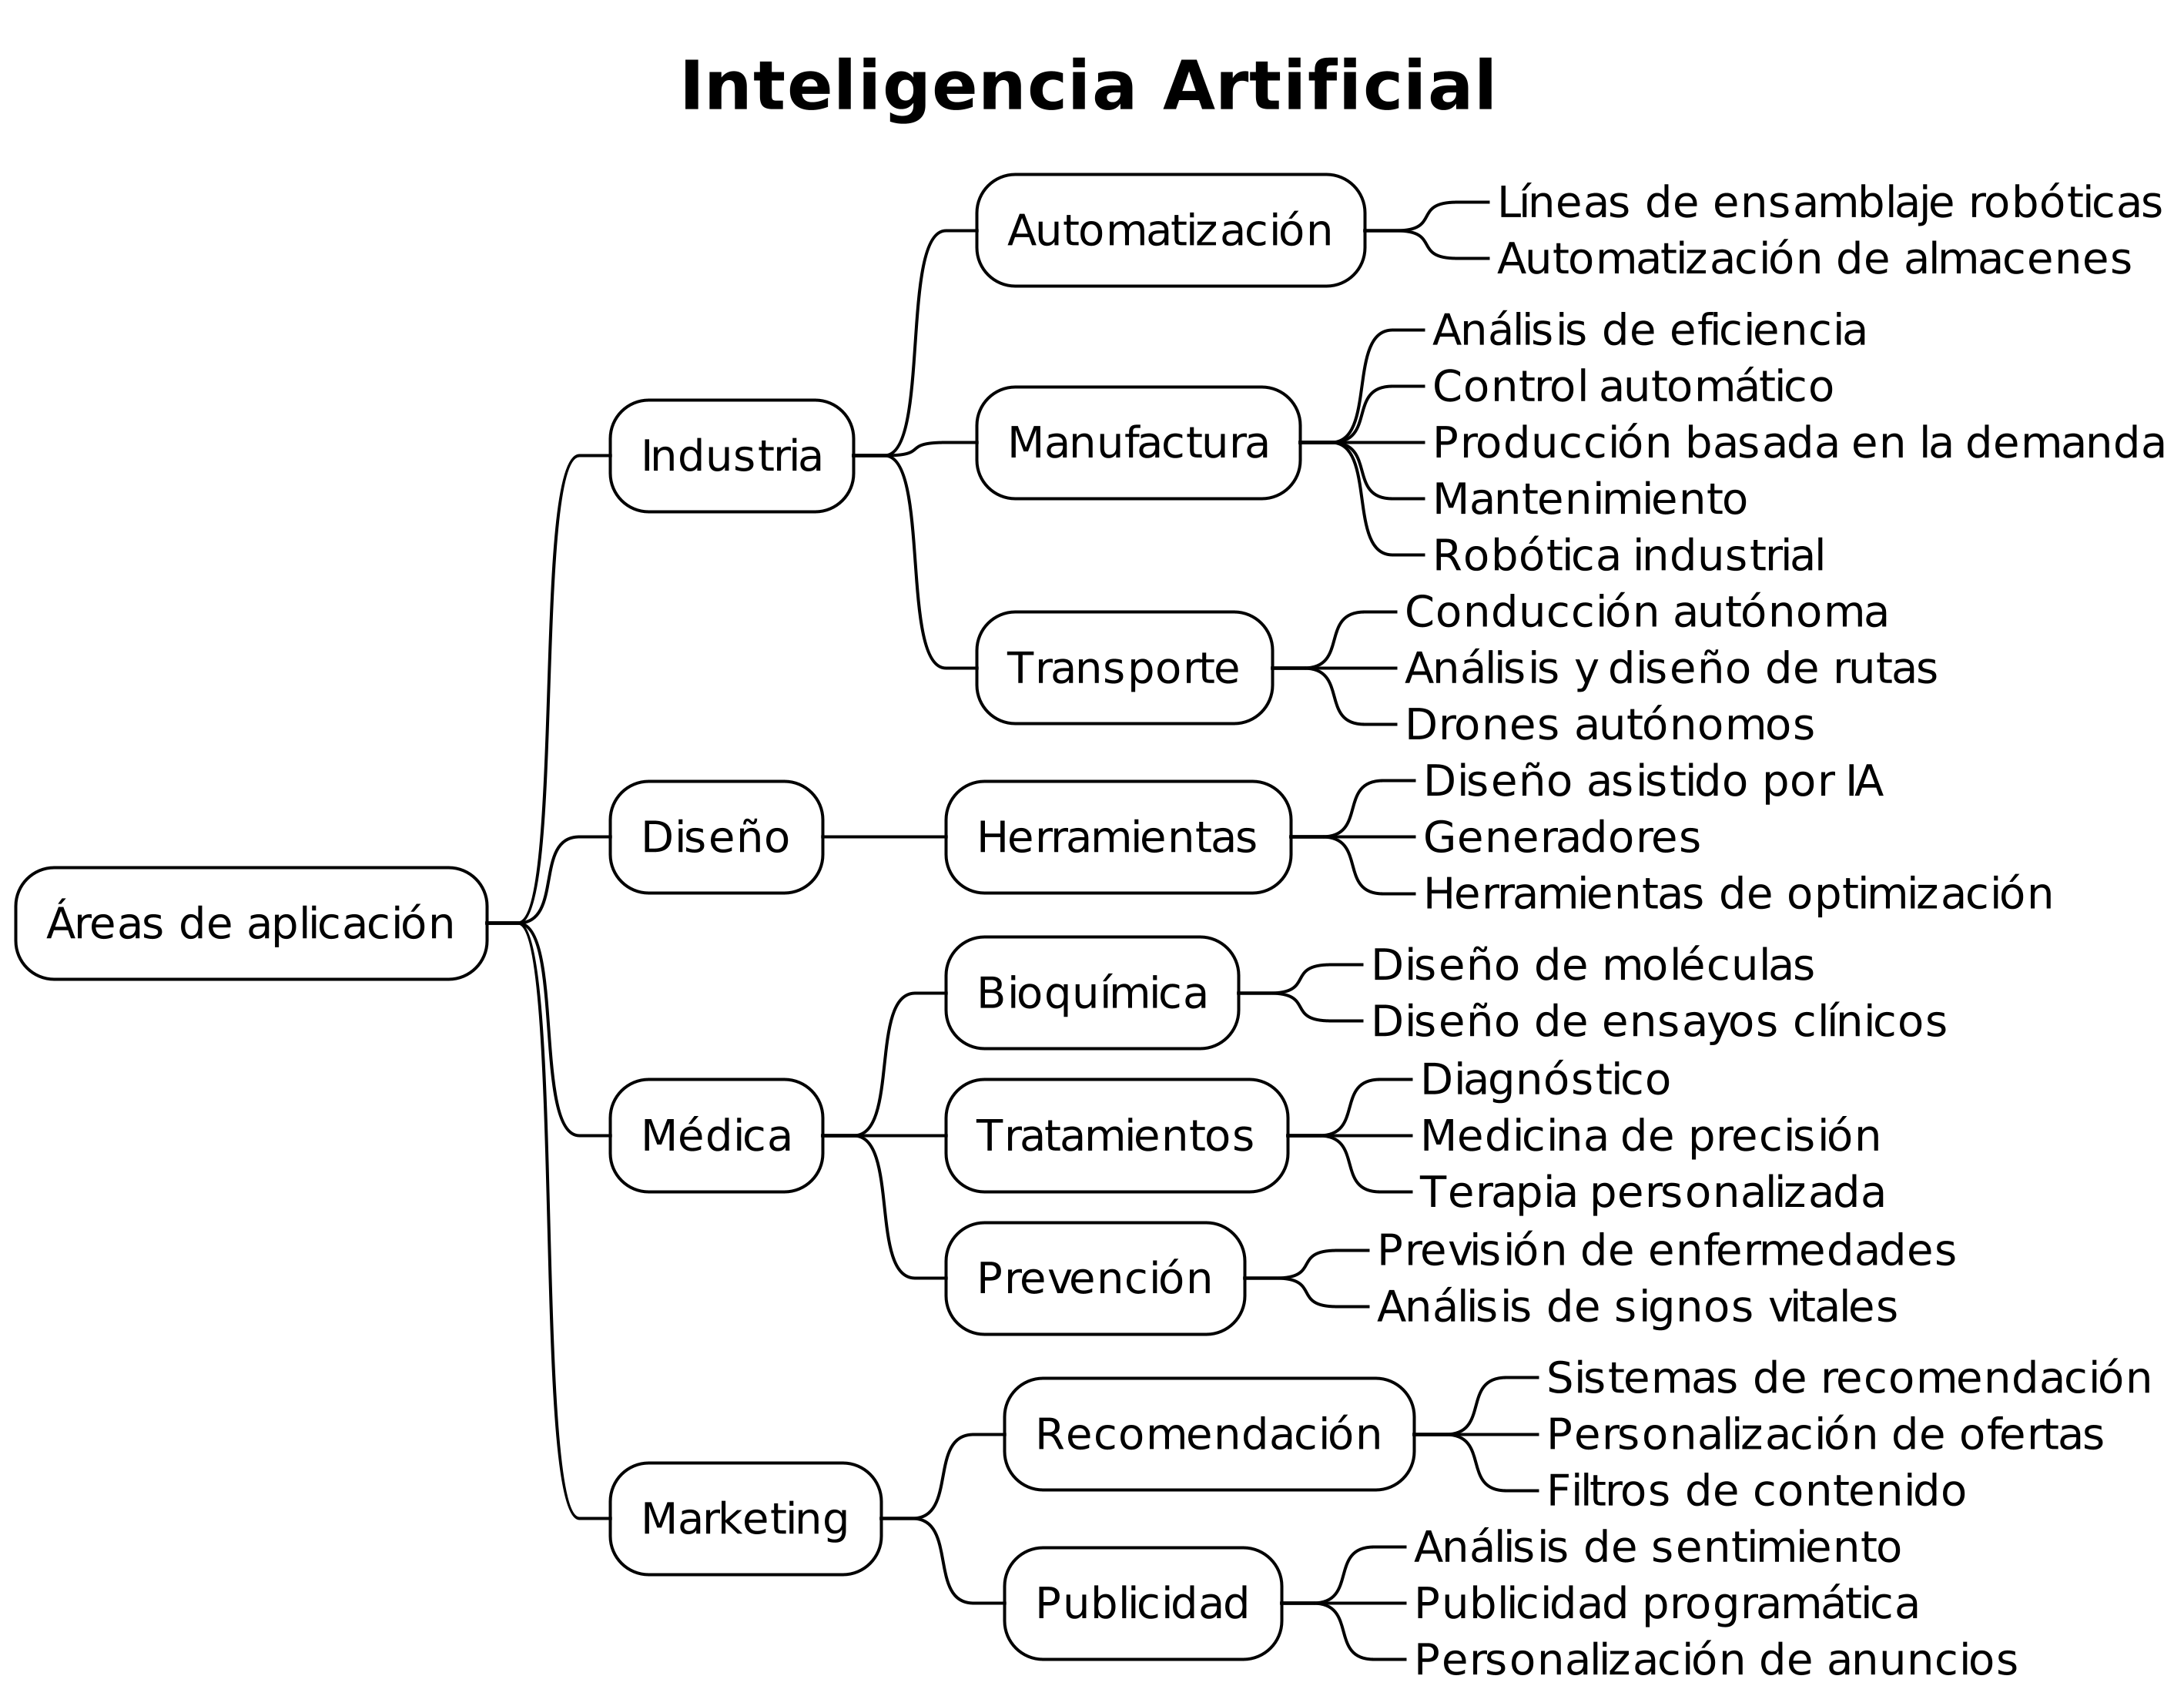 Inteligencia Artificial
Áreas de aplicación
Industria
Automatización
Líneas de ensamblaje robóticas
Automatización de almacenes
Manufactura
Análisis de eficiencia
Control automático
Producción basada en la demanda
Mantenimiento
Robótica industrial
Transporte
Conducción autónoma
Análisis y diseño de rutas
Drones autónomos
Diseño
Herramientas
Diseño asistido por IA
Generadores
Herramientas de optimización
Médica
Bioquímica
Diseño de moléculas
Diseño de ensayos clínicos
Tratamientos
Diagnóstico
Medicina de precisión
Terapia personalizada
Prevención
Previsión de enfermedades
Análisis de signos vitales
Marketing
Recomendación
Sistemas de recomendación
Personalización de ofertas
Filtros de contenido
Publicidad
Análisis de sentimiento
Publicidad programática
Personalización de anuncios